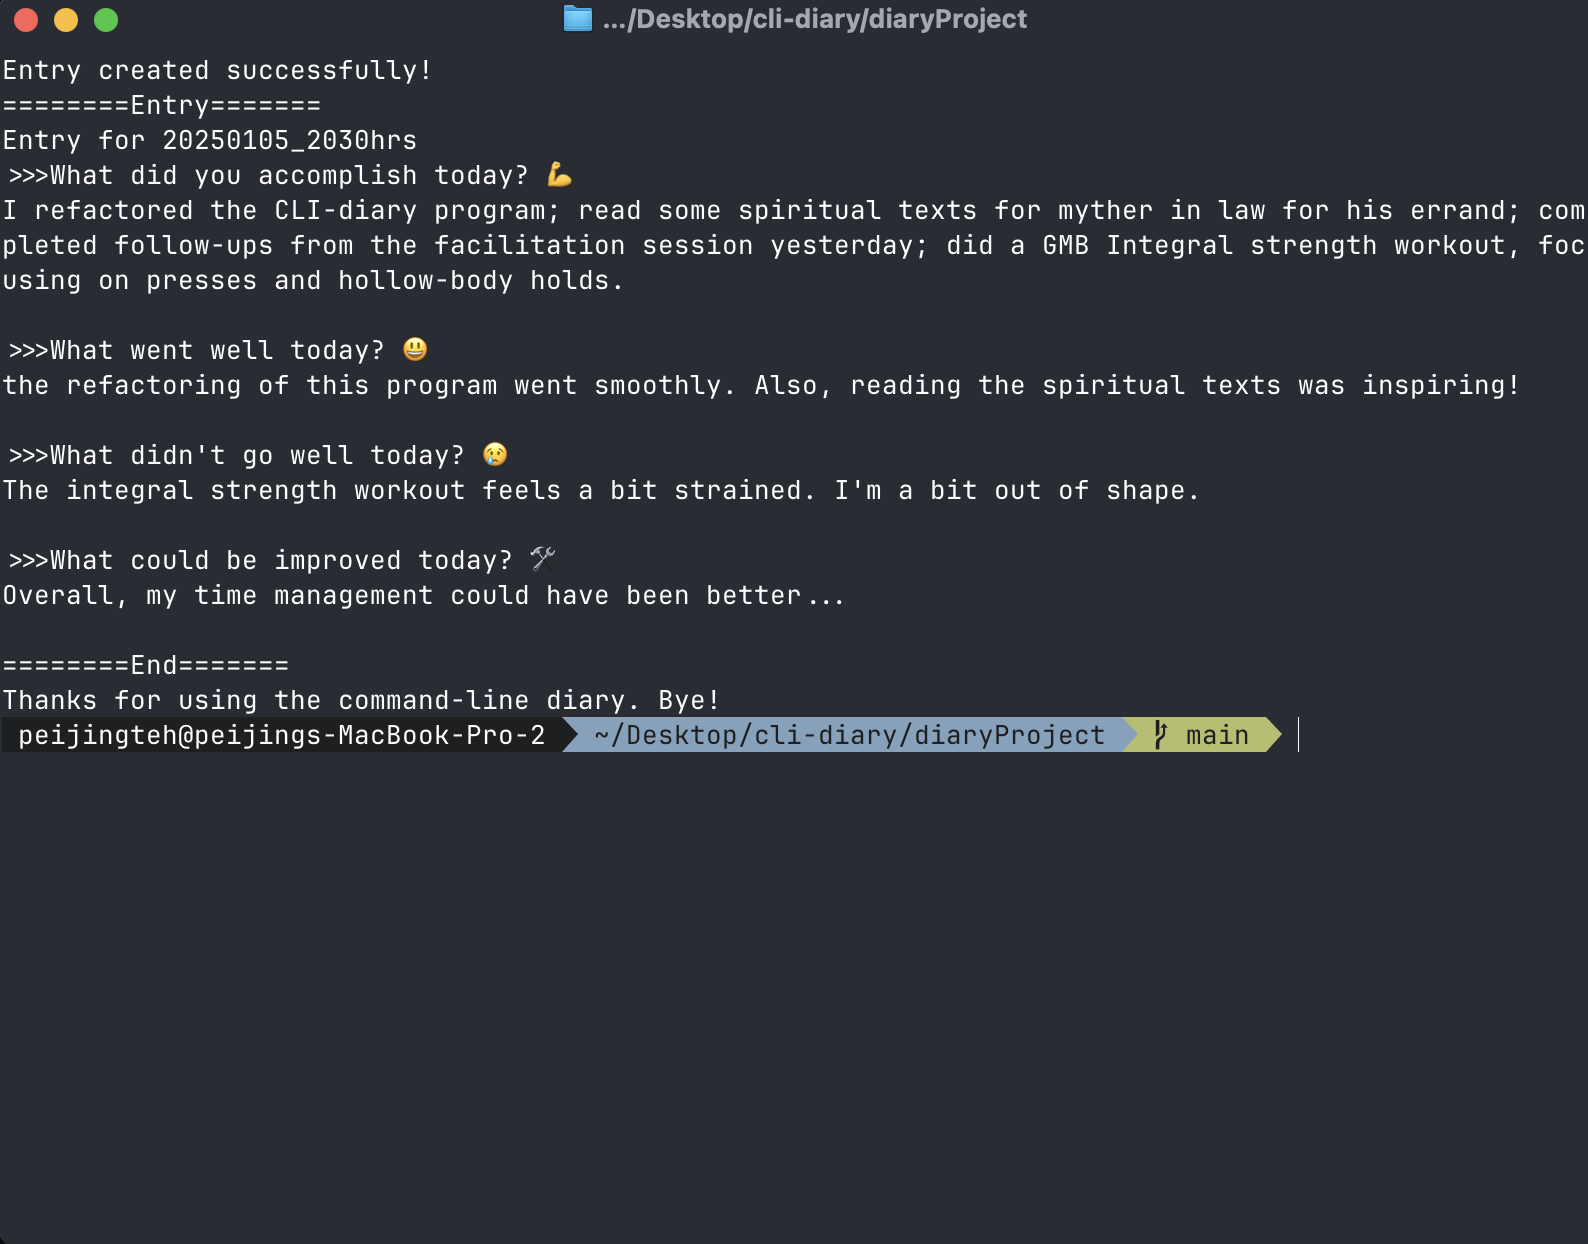 .../Desktop/cli-diary/diaryProject
Entry created successfully!
========Entry=======
Entry for 20250105_2030hrs
>>>What did you accomplish today? 💪
I refactored the CLI-diary program; read some spiritual texts for myther in law for his errand; com
pleted follow-ups from the facilitation session yesterday; did a GMB Integral strength workout, foc
using on presses and hollow-body holds.
>>>What went well today? 😃
the refactoring of this program went smoothly. Also, reading the spiritual texts was inspiring!
>>>What didn't go well today? 😢
The integral strength workout feels a bit strained. I'm a bit out of shape.
>>>What could be improved today? 🛠
Overall, my time management could have been better...
========End=======
Thanks for using the command-line diary. Bye!
peijingteh@peijings-MacBook-Pro-2 ~/Desktop/cli-diary/diaryProject main